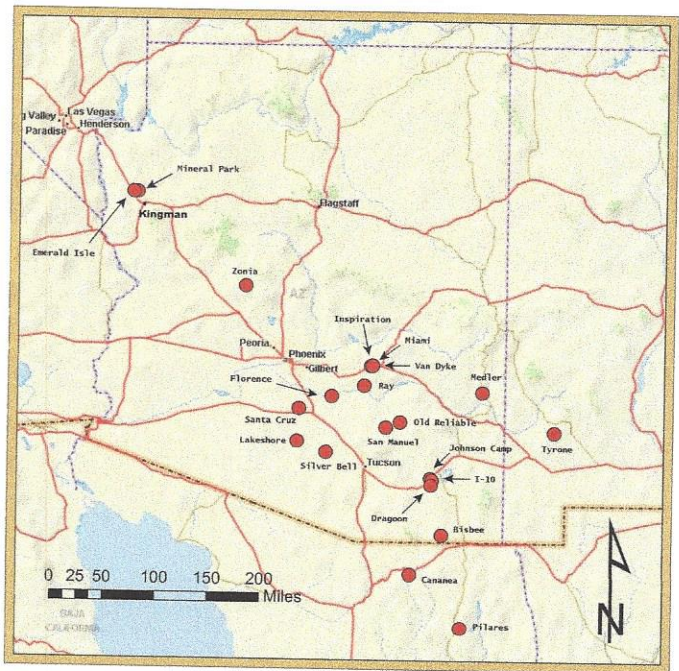 g Valley
Las Vegas
Paradise
Henderson
Mineral Park
Kingman
Flagstaff
Emerald Isle
Zonia
AZ
Inspiration
Miami
Peoria
Phoenix
Gilbert
Van Dyke
Florence
Ray
Medler
Santa Cruz
Old Reliable
San Manuel
Lakeshore
Johnson Camp
Tyrone
Silver Bell
Tucson
I-10
Dragoon
Bisbee
0 25 50 100 150 200
Miles
Cananea
BAJA
CALIFORNIA
Pilares
N